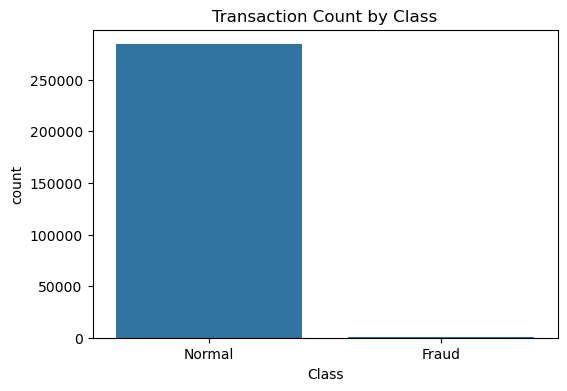 Transaction Count by Class
count
250000
200000
150000
100000
50000
0
Normal
Fraud
Class